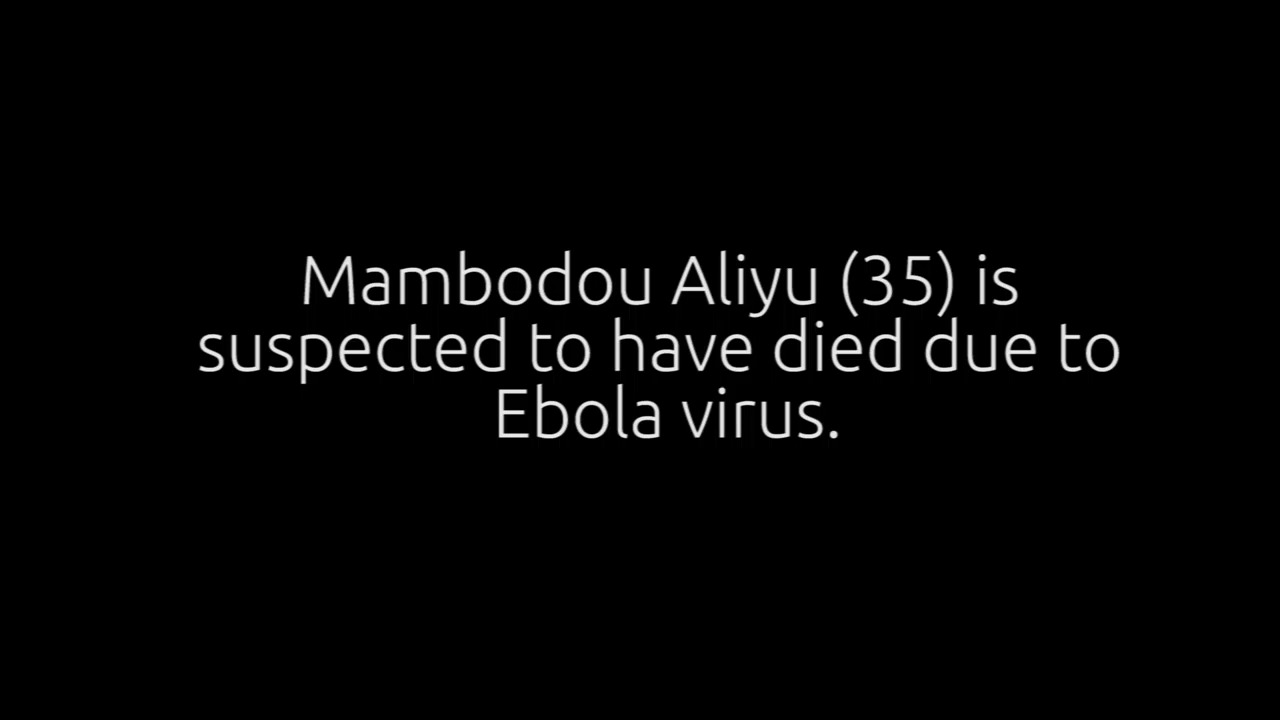 Mambodou Aliyu (35) is
suspected to have died due to
Ebola virus.